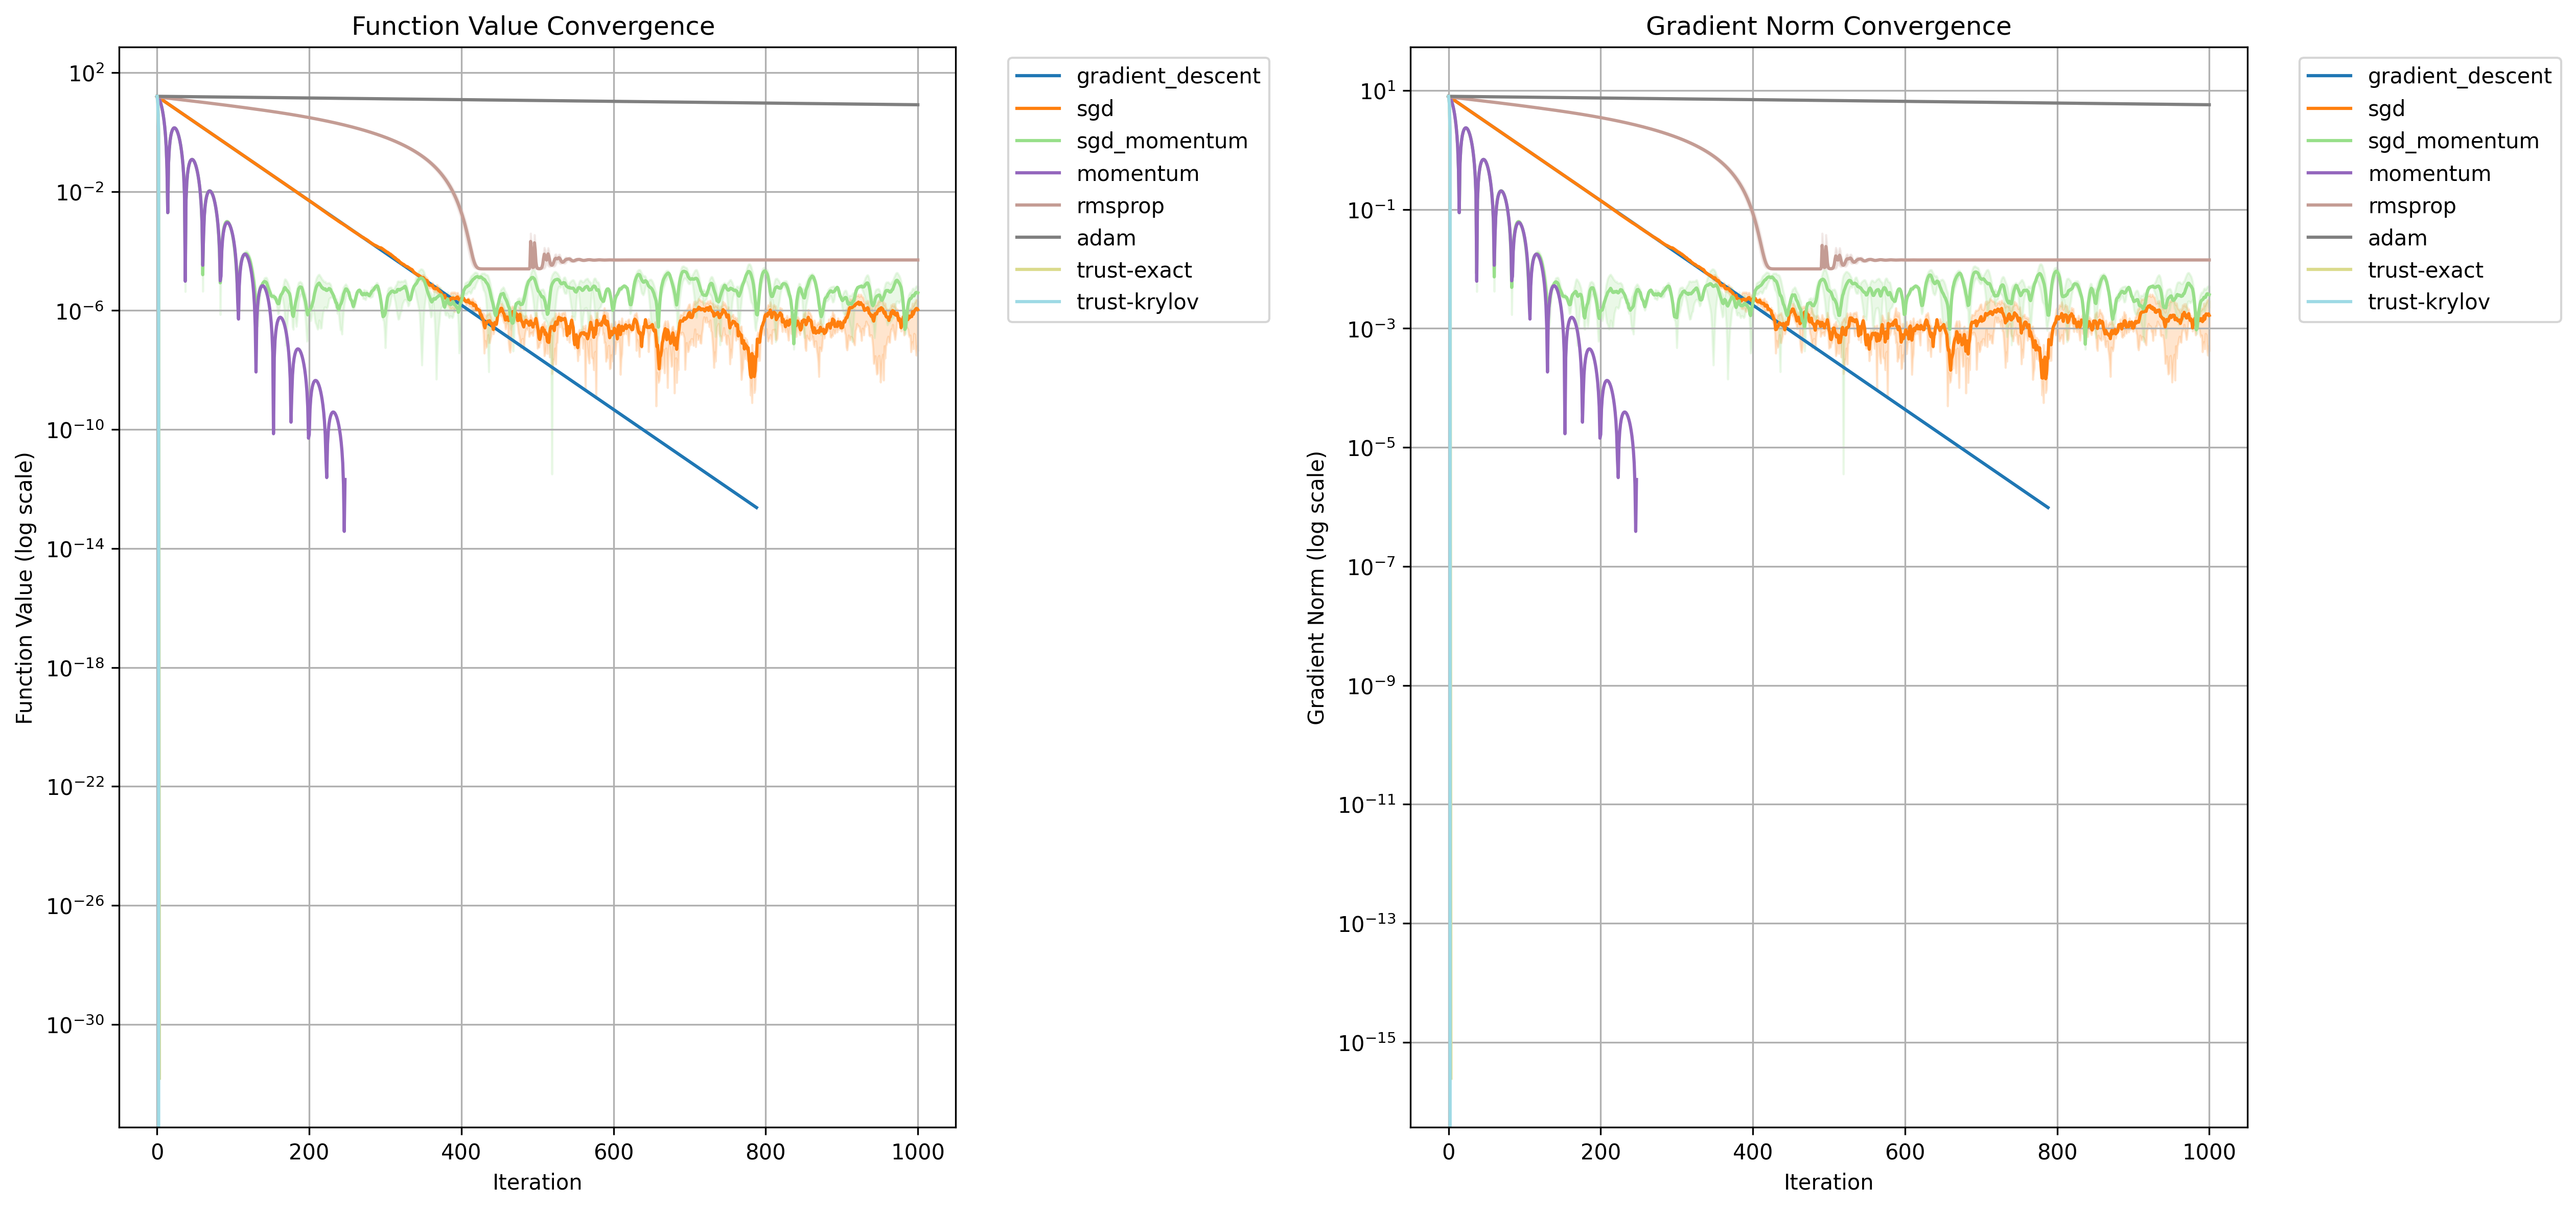 Function Value Convergence
Function Value (log scale)
10^2
10^-2
10^-6
10^-10
10^-14
10^-18
10^-22
10^-26
10^-30
0 200 400 600 800 1000
Iteration
gradient_descent
sgd
sgd_momentum
momentum
rmsprop
adam
trust-exact
trust-krylov
Gradient Norm Convergence
Gradient Norm (log scale)
10^1
10^-1
10^-3
10^-5
10^-7
10^-9
10^-11
10^-13
10^-15
0 200 400 600 800 1000
Iteration
gradient_descent
sgd
sgd_momentum
momentum
rmsprop
adam
trust-exact
trust-krylov